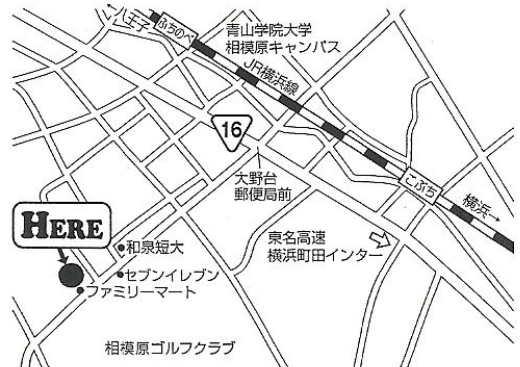 ←八王子
ふちのべ
青山学院大学
相模原キャンパス
JR横浜線
16
大野台
郵便局前
こぶち
横浜→
HERE
和泉短大
東名高速
横浜町田インター
セブンイレブン
ファミリーマート
相模原ゴルフクラブ